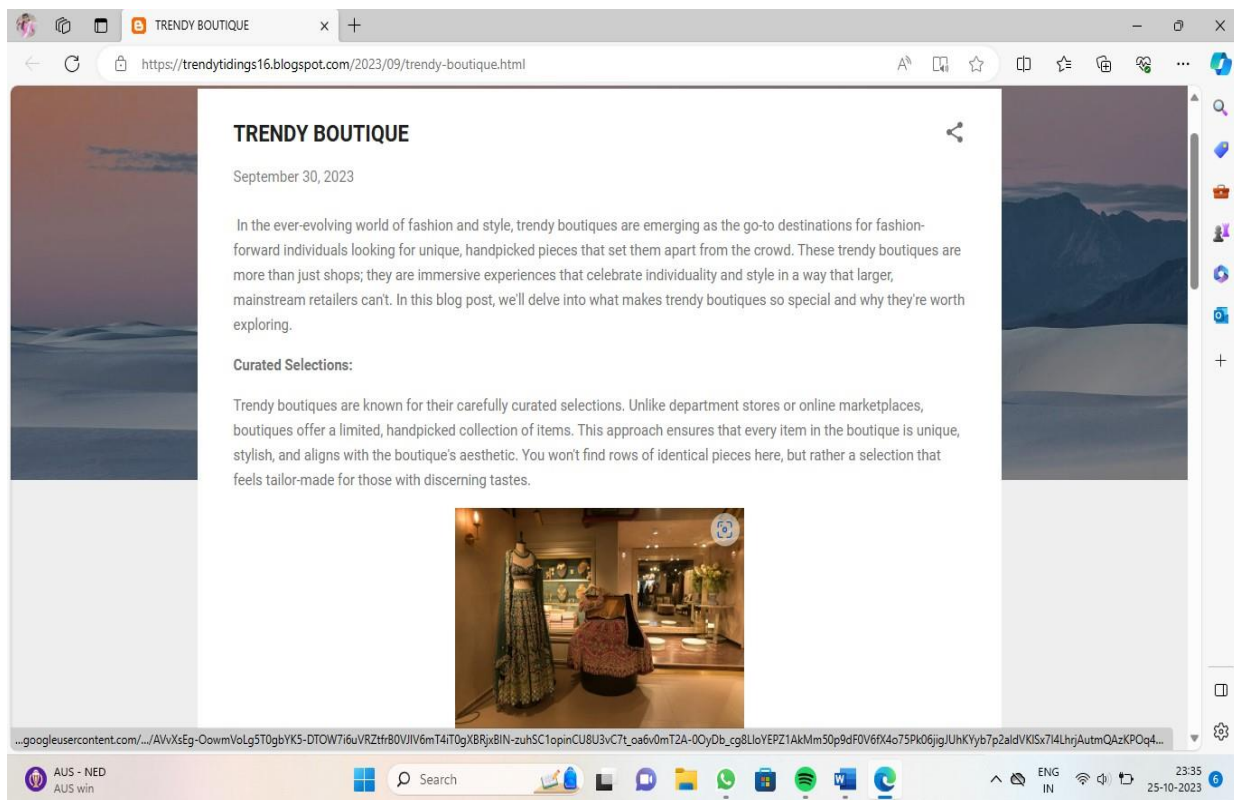 TRENDY BOUTIQUE
https://trendytidings16.blogspot.com/2023/09/trendy-boutique.html
TRENDY BOUTIQUE
September 30, 2023
In the ever-evolving world of fashion and style, trendy boutiques are emerging as the go-to destinations for fashion-
forward individuals looking for unique, handpicked pieces that set them apart from the crowd. These trendy boutiques are
more than just shops; they are immersive experiences that celebrate individuality and style in a way that larger,
mainstream retailers can't. In this blog post, we'll delve into what makes trendy boutiques so special and why they're worth
exploring.
Curated Selections:
Trendy boutiques are known for their carefully curated selections. Unlike department stores or online marketplaces,
boutiques offer a limited, handpicked collection of items. This approach ensures that every item in the boutique is unique,
stylish, and aligns with the boutique's aesthetic. You won't find rows of identical pieces here, but rather a selection that
feels tailor-made for those with discerning tastes.
AUS - NED
AUS win
Search
ENG
IN
23:35
25-10-2023
6